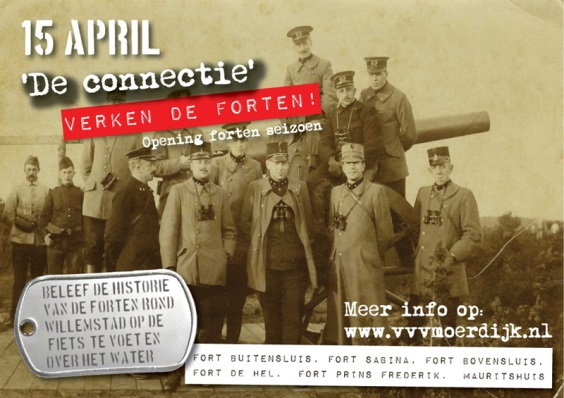 15 APRIL
'De connectie'
VERKEN DE FORTEN!
Opening forten seizoen
BELEEF DE HISTORIE
VAN DE FORTEN ROND
WILLEMSTAD OP DE
FIETS TE VOET EN
OVER HET WATER
Meer info op:
www.vvvmoerdijk.nl
FORT BUITENSLUIS. FORT SABINA. FORT BOVENSLUIS.
FORT DE HEL. FORT PRINS FREDERIK. MAURITSHUIS